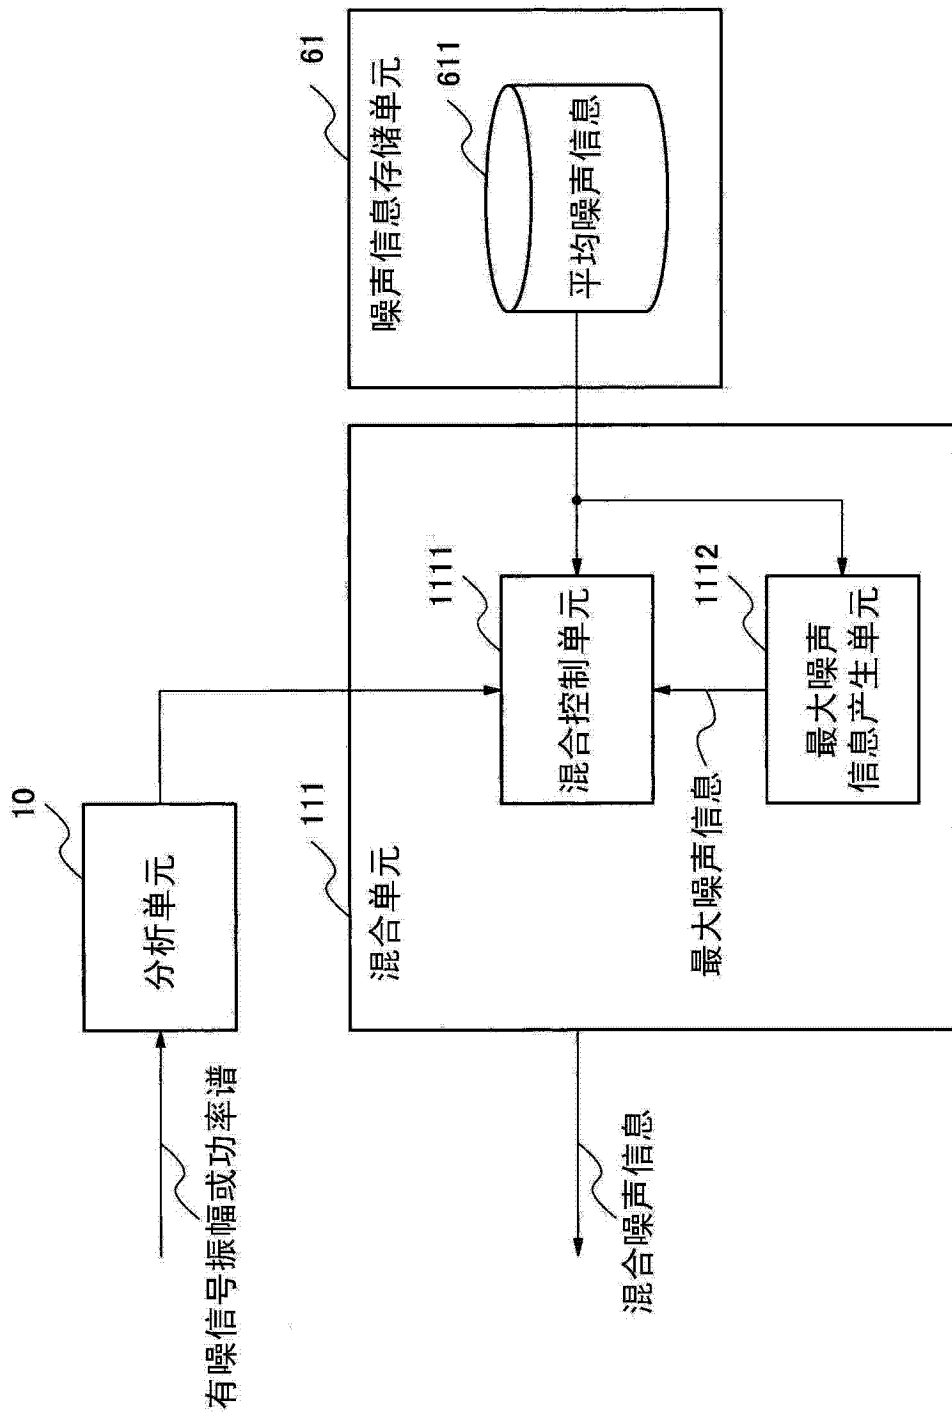 有噪信号振幅或功率谱
10
分析单元
111
混合单元
混合噪声信息
1111
混合控制单元
最大噪声信息
1112
最大噪声
信息产生单元
61
噪声信息存储单元
611
平均噪声信息